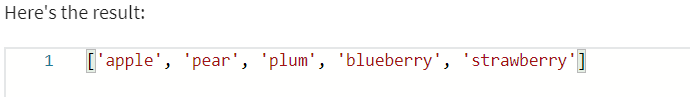 Here's the result:
1 ['apple', 'pear', 'plum', 'blueberry', 'strawberry']